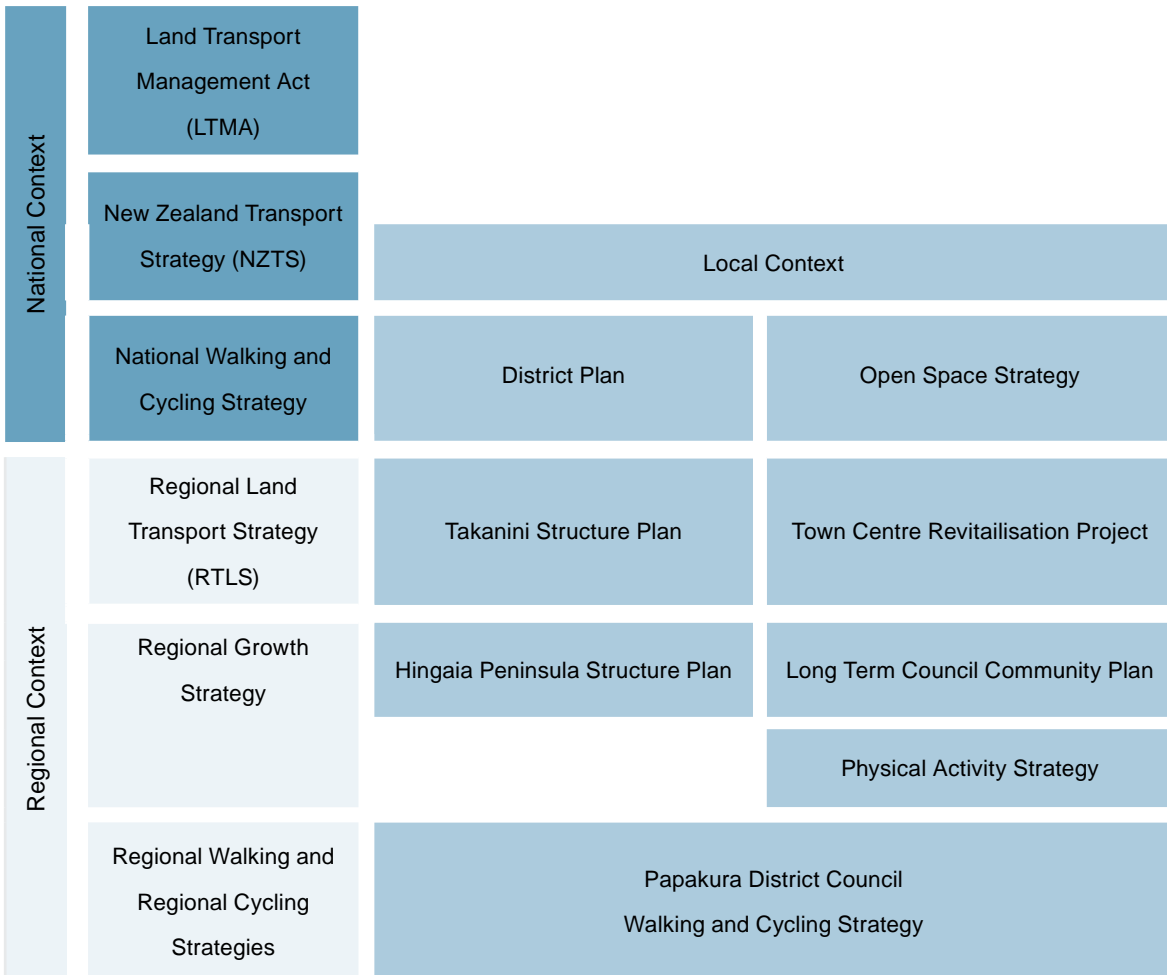 National Context
Land Transport
Management Act
(LTMA)
New Zealand Transport
Strategy (NZTS)
National Walking and
Cycling Strategy
Regional Context
Regional Land
Transport Strategy
(RTLS)
Regional Growth
Strategy
Regional Walking and
Regional Cycling
Strategies
Local Context
District Plan
Open Space Strategy
Takanini Structure Plan
Town Centre Revitailisation Project
Hingaia Peninsula Structure Plan
Long Term Council Community Plan
Physical Activity Strategy
Papakura District Council
Walking and Cycling Strategy